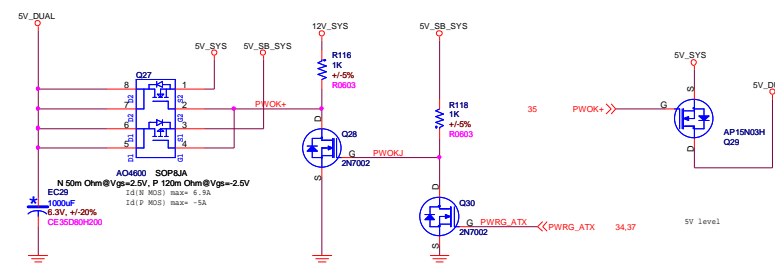 5V_DUAL
5V_SYS
5V_SB_SYS
12V_SYS
5V_SB_SYS
5V_SYS
5V_DU
Q27
8
7
6
5
1
2
3
4
D2
D2
D1
D1
S2
G2
S1
G1
PWOK+
AO4600 SOP8JA
N 50m Ohm@Vgs=2.5V, P 120m Ohm@Vgs=-2.5V
Id(N MOS) max= 6.9A
Id(P MOS) max= -5A
EC29
1000uF
6.3V, +/-20%
CE35D80H200
R116
1K
+/-5%
R0603
D
Q28
G
2N7002
S
PWOKJ
R118
1K
+/-5%
R0603
D
Q30
G
2N7002
S
PWRG_ATX
PWRG_ATX 34,37
35 PWOK+
S
G
D
AP15N03H
Q29
5V level